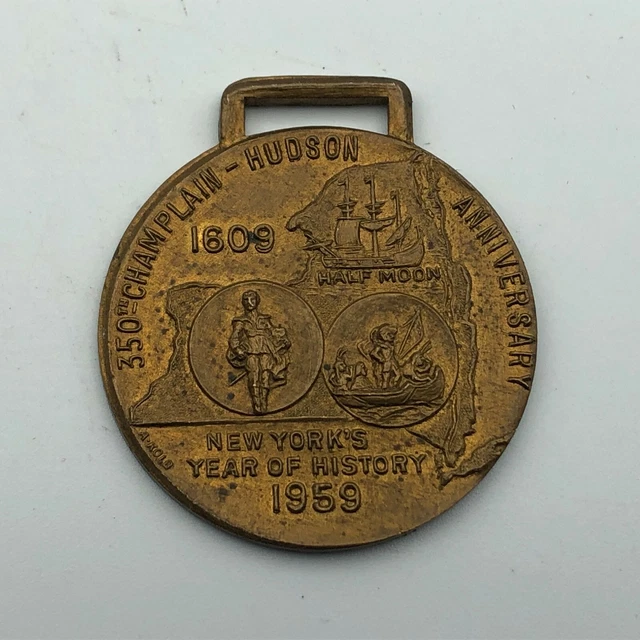 350TH CHAMPLAIN - HUDSON ANNIVERSARY
1609
HALF MOON
NEW YORK'S
YEAR OF HISTORY
1959